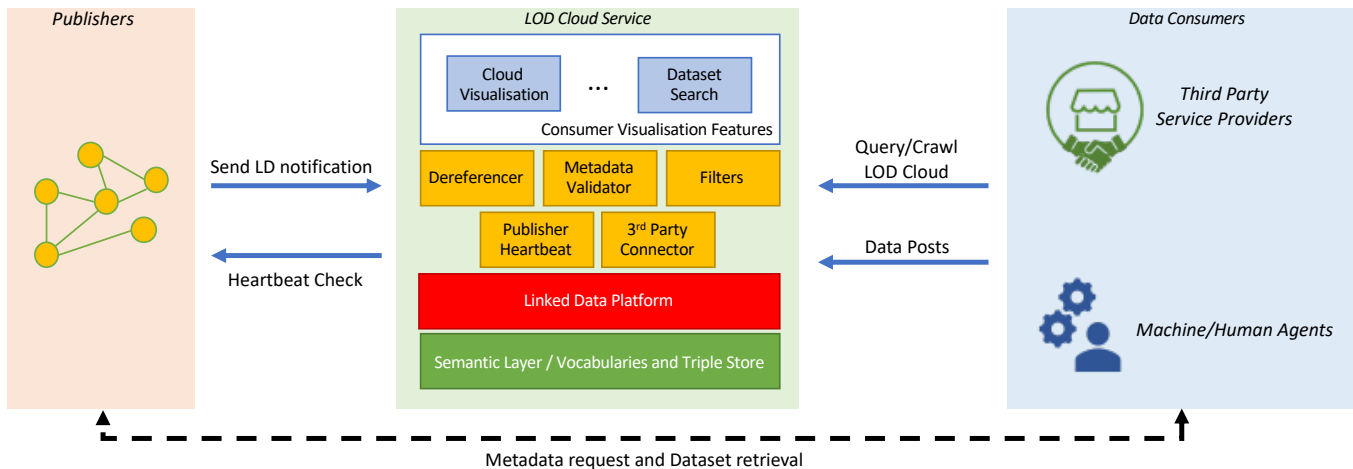 Publishers
LOD Cloud Service
Data Consumers
Cloud
Visualisation
...
Dataset
Search
Consumer Visualisation Features
Third Party
Service Providers
Send LD notification
Dereferencer
Metadata
Validator
Filters
Query/Crawl
LOD Cloud
Publisher
Heartbeat
3rd Party
Connector
Heartbeat Check
Data Posts
Linked Data Platform
Machine/Human Agents
Semantic Layer / Vocabularies and Triple Store
Metadata request and Dataset retrieval